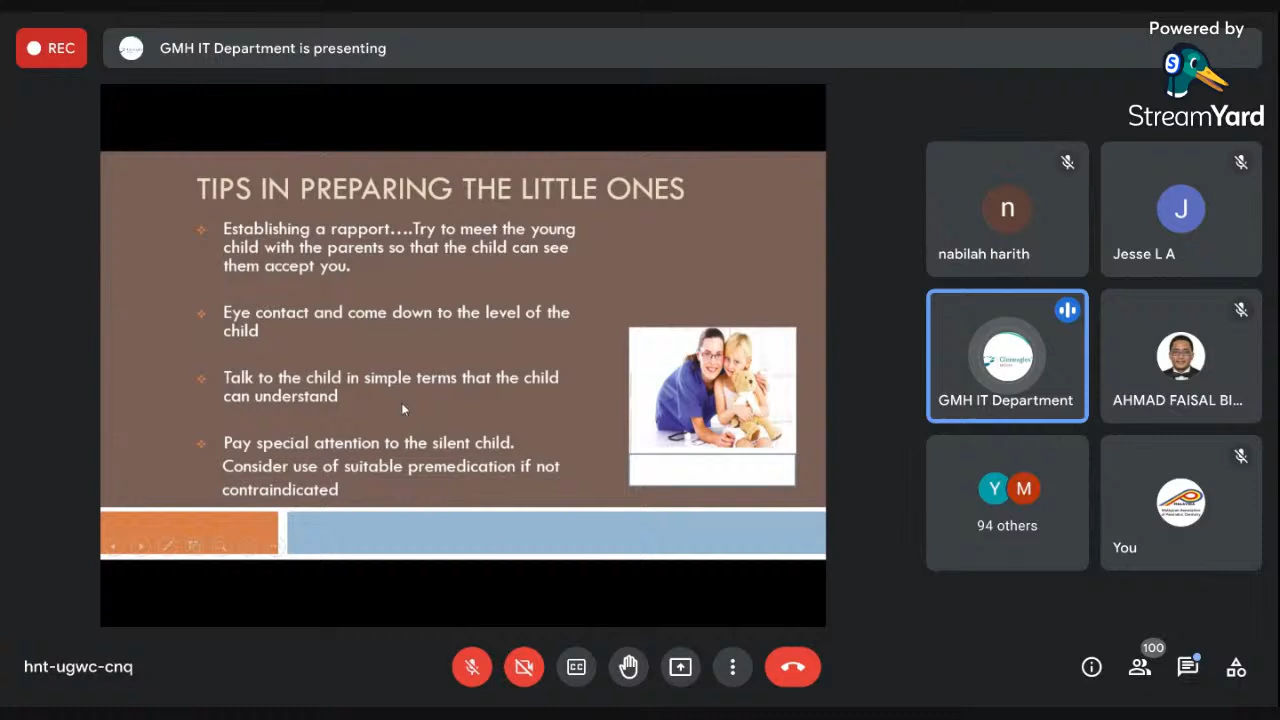 REC
GMH IT Department is presenting
Powered by
StreamYard
TIPS IN PREPARING THE LITTLE ONES
Establishing a rapport....Try to meet the young
child with the parents so that the child can see
them accept you.
Eye contact and come down to the level of the
child
Talk to the child in simple terms that the child
can understand
Pay special attention to the silent child.
Consider use of suitable premedication if not
contraindicated
n
nabilah harith
J
Jesse L A
Gleneagles
GMH IT Department
AHMAD FAISAL BI...
Y M
94 others
You
hnt-ugwc-cnq
CC
100